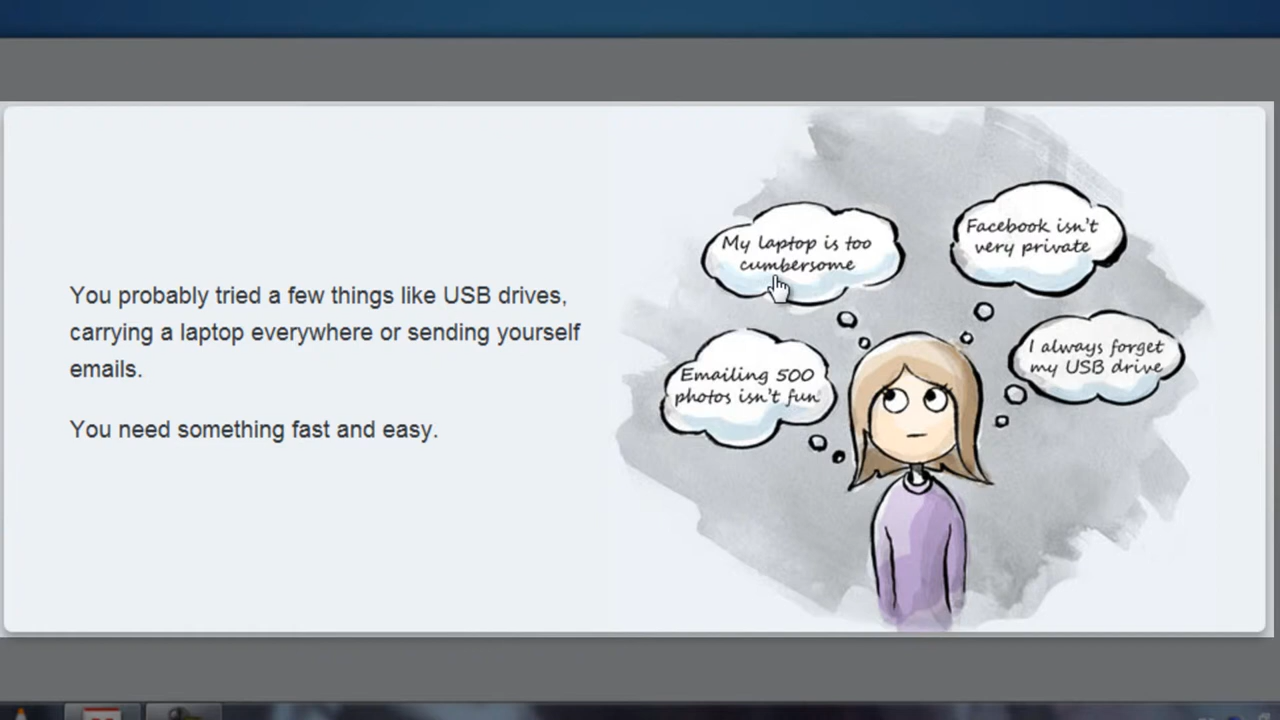 You probably tried a few things like USB drives,
carrying a laptop everywhere or sending yourself
emails.
You need something fast and easy.
My laptop is too
cumbersome
Facebook isn't
very private
Emailing 500
photos isn't fun
I always forget
my USB drive